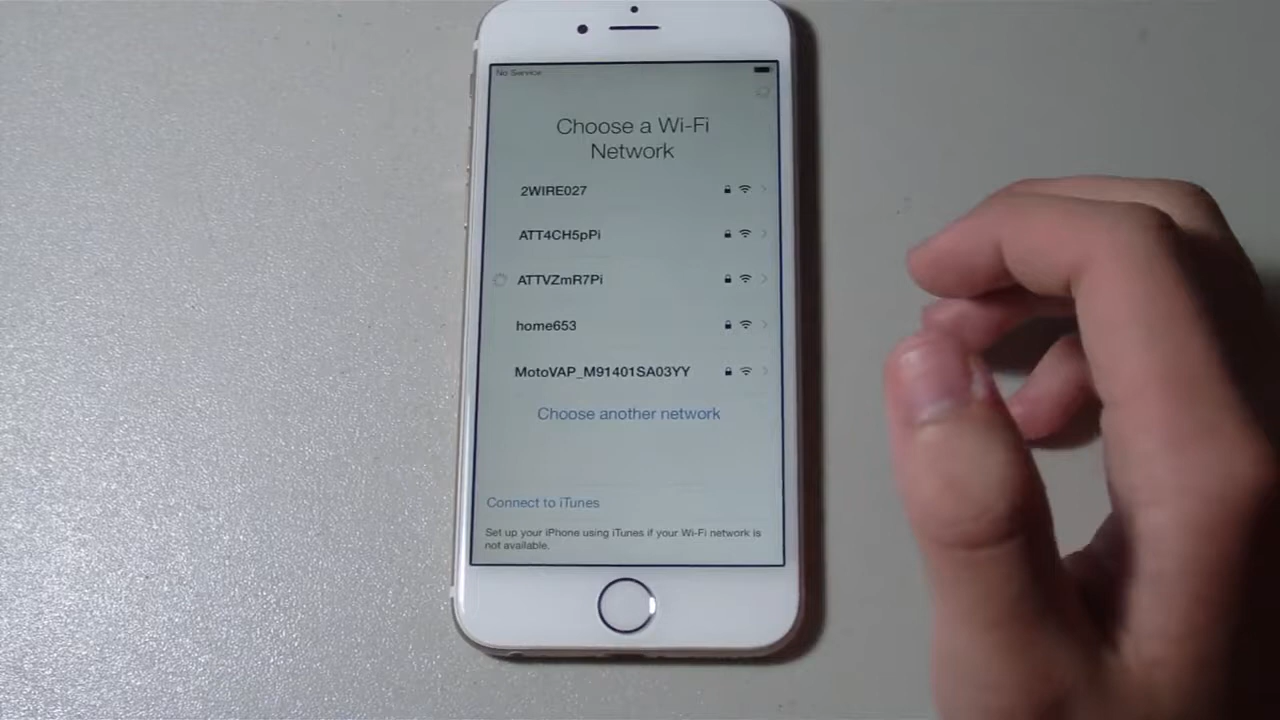 No Service
Choose a Wi-Fi
Network
2WIRE027
ATT4CH5pPi
ATTVZmR7Pi
home653
MotoVAP_M91401SA03YY
Choose another network
Connect to iTunes
Set up your iPhone using iTunes if your Wi-Fi network is
not available.